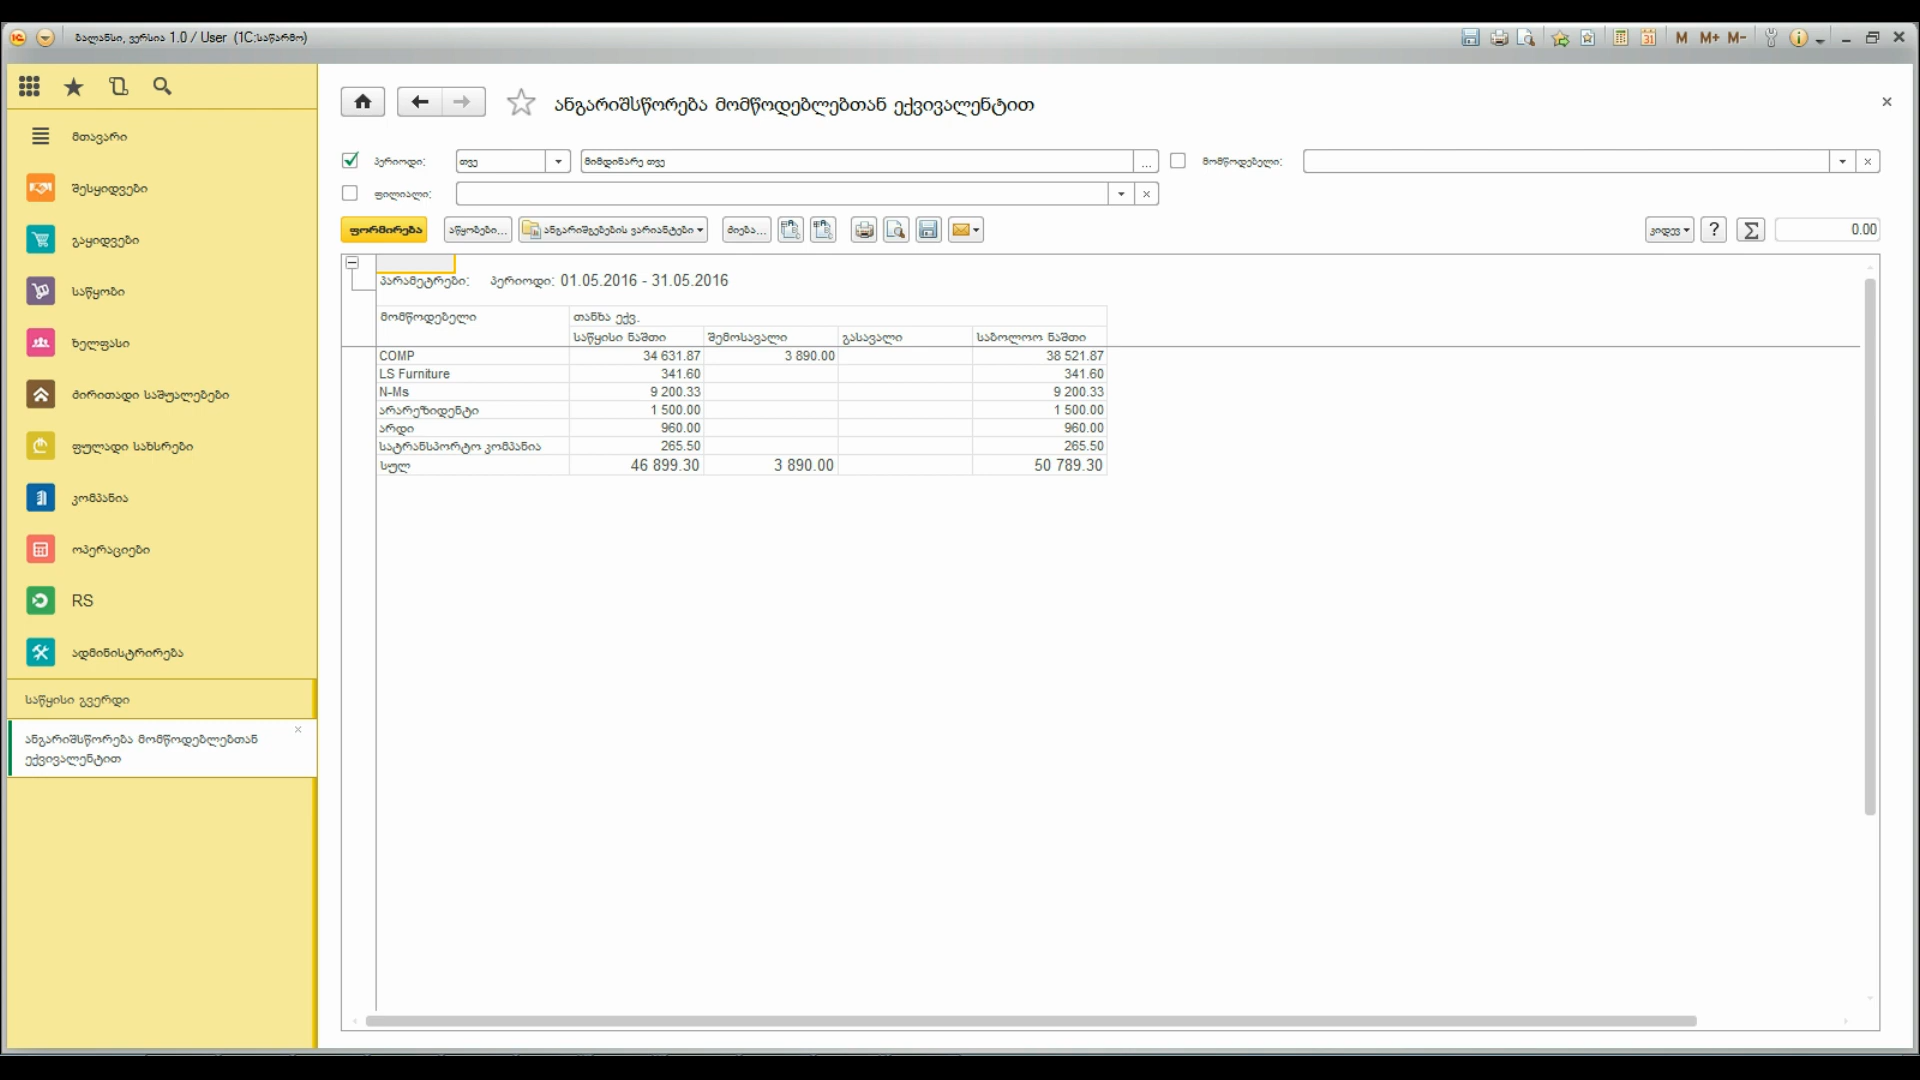 ბალანსი, ვერსია 1.0 / User (1C:საწარმო)
M M+ M-
მთავარი
შესყიდვები
გაყიდვები
საწყობი
ხელფასი
ძირითადი საშუალებები
ფულადი სახსრები
კომპანია
ოპერაციები
RS
ადმინისტრირება
საწყისი გვერდი
ანგარიშსწორება მომწოდებლებთან
ექვივალენტით
ანგარიშსწორება მომწოდებლებთან ექვივალენტით
პერიოდი: თვე მიმდინარე თვე ... მომწოდებელი:
ფილიალი:
ფორმირება აწყობები... ანგარიშგებების ვარიანტები ძიება... კიდევ ? Σ 0.00
პარამეტრები: პერიოდი: 01.05.2016 - 31.05.2016
მომწოდებელი თანხა ექვ.
საწყისი ნაშთი შემოსავალი გასავალი საბოლოო ნაშთი
COMP 34 631.87 3 890.00 38 521.87
LS Furniture 341.60 341.60
N-Ms 9 200.33 9 200.33
არარეზიდენტი 1 500.00 1 500.00
არდი 960.00 960.00
სატრანსპორტო კომპანია 265.50 265.50
სულ 46 899.30 3 890.00 50 789.30